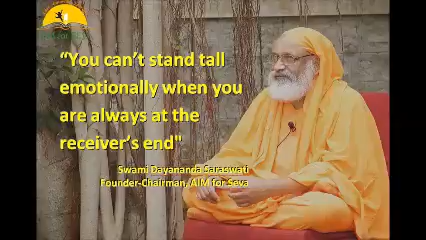 “You can’t stand tall
emotionally when you
are always at the
receiver’s end"
Swami Dayananda Saraswati
Founder-Chairman, AIM for Seva